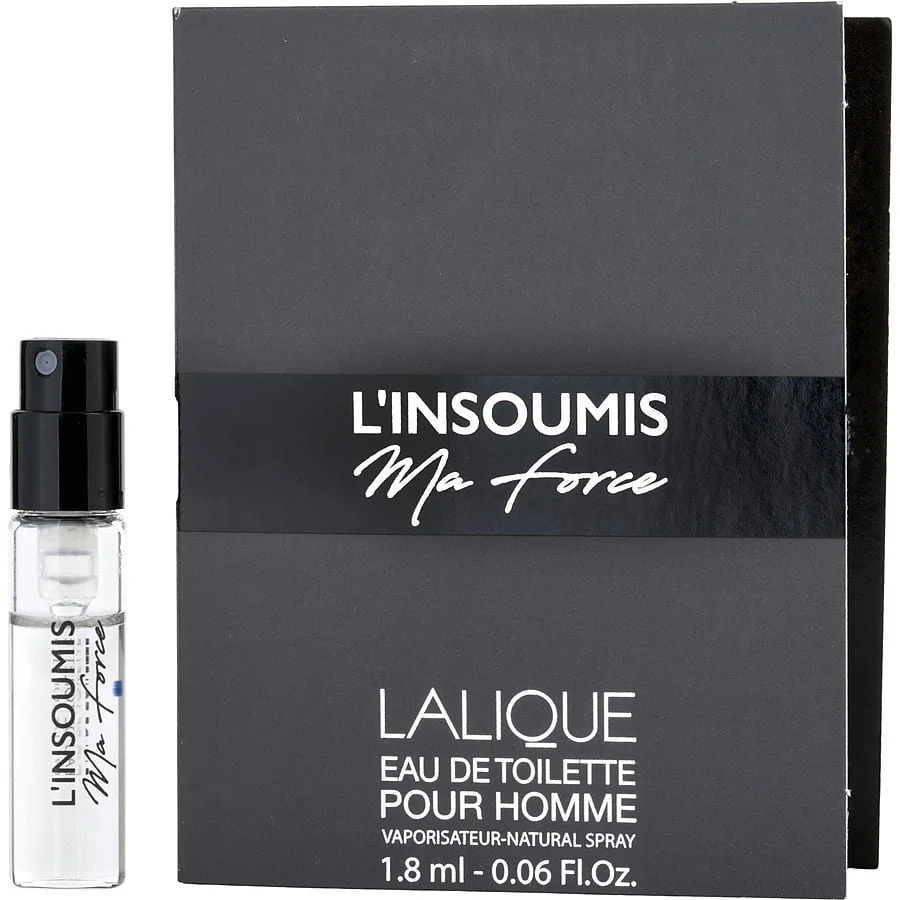 L'INSOUMIS
Ma force
LALIQUE
EAU DE TOILETTE
POUR HOMME
VAPORISATEUR-NATURAL SPRAY
1.8 ml - 0.06 Fl.Oz.
L'INSOUMIS
Ma force